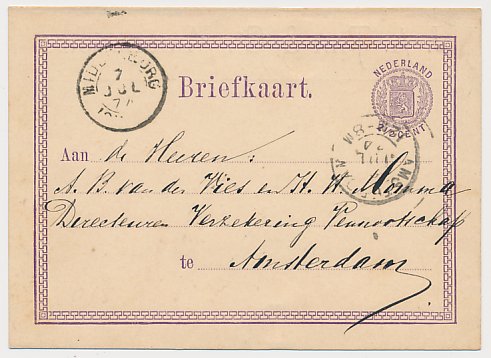 NEDERLAND
MIDDELBURG
7
JUL
Briefkaart.
2½ CENT
Aan de Heeren:
A. B. van der Vies en H. W. Momma
Directeuren Verzekering Vennootschap
te Amsterdam